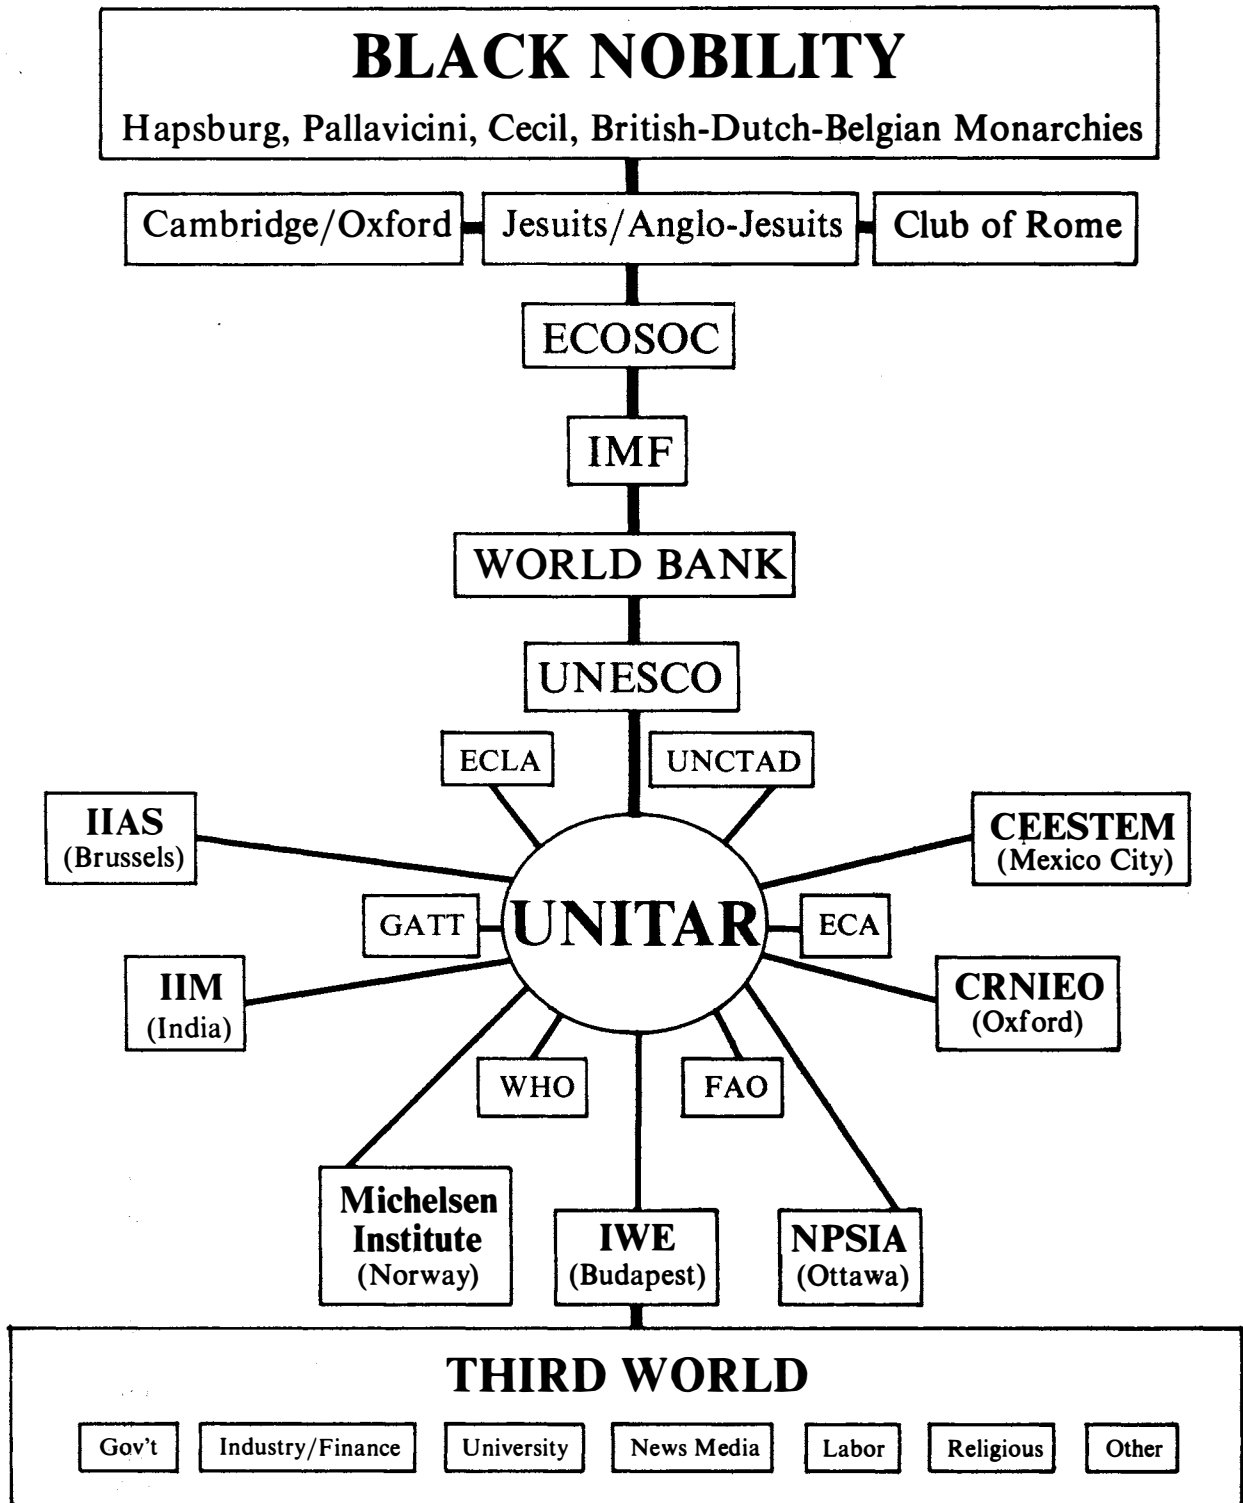 BLACK NOBILITY
Hapsburg, Pallavicini, Cecil, British-Dutch-Belgian Monarchies
Cambridge/Oxford
Jesuits/Anglo-Jesuits
Club of Rome
ECOSOC
IMF
WORLD BANK
UNESCO
ECLA
UNCTAD
IIAS
(Brussels)
CEESTEM
(Mexico City)
GATT
UNITAR
ECA
IIM
(India)
CRNIEO
(Oxford)
WHO
FAO
Michelsen
Institute
(Norway)
IWE
(Budapest)
NPSIA
(Ottawa)
THIRD WORLD
Gov't
Industry/Finance
University
News Media
Labor
Religious
Other